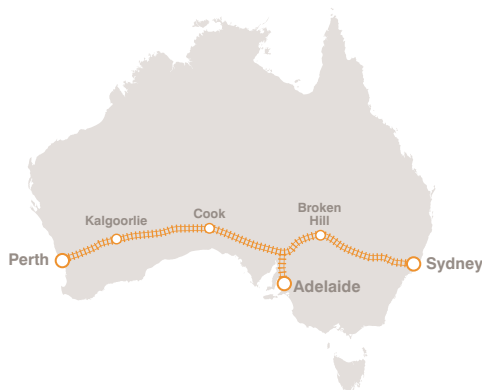 Broken
Hill
Cook
Kalgoorlie
Perth
Sydney
Adelaide